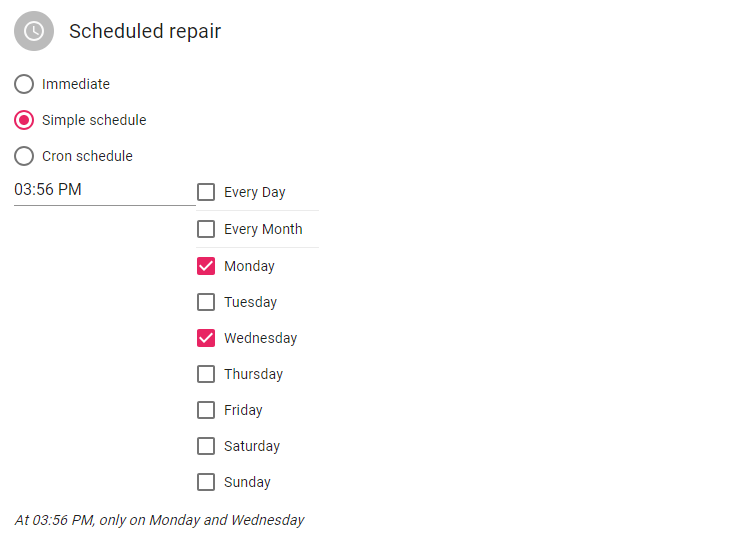 Scheduled repair
Immediate
Simple schedule
Cron schedule
03:56 PM
Every Day
Every Month
Monday
Tuesday
Wednesday
Thursday
Friday
Saturday
Sunday
At 03:56 PM, only on Monday and Wednesday